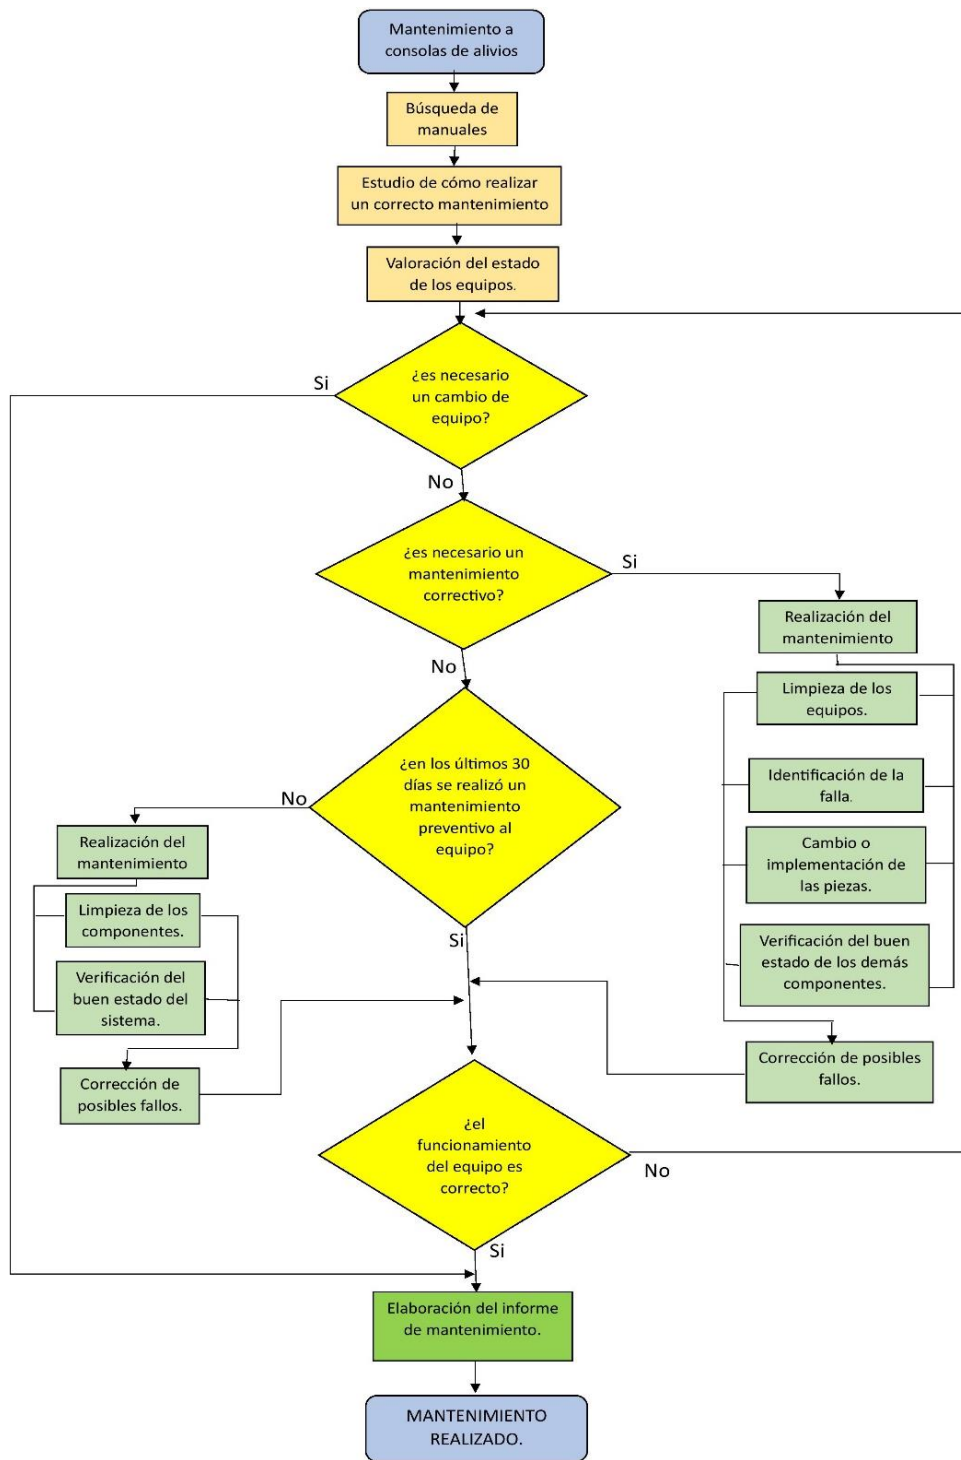 Mantenimiento a
consolas de alivios
Búsqueda de
manuales
Estudio de cómo realizar
un correcto mantenimiento
Valoración del estado
de los equipos.
¿es necesario
un cambio de
equipo?
Si
No
¿es necesario un
mantenimiento
correctivo?
Si
No
Realización del
mantenimiento
Limpieza de los
equipos.
Identificación de la
falla.
Cambio o
implementación de
las piezas.
Verificación del buen
estado de los demás
componentes.
Corrección de posibles
fallos.
¿en los últimos 30
días se realizó un
mantenimiento
preventivo al
equipo?
No
Si
Realización del
mantenimiento
Limpieza de los
componentes.
Verificación del
buen estado del
sistema.
Corrección de
posibles fallos.
¿el
funcionamiento
del equipo es
correcto?
No
Si
Elaboración del informe
de mantenimiento.
MANTENIMIENTO
REALIZADO.